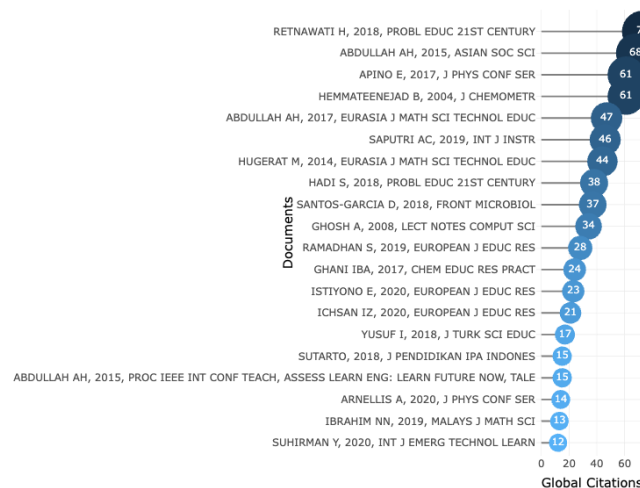 RETNAWATI H, 2018, PROBL EDUC 21ST CENTURY
ABDULLAH AH, 2015, ASIAN SOC SCI 68
APINO E, 2017, J PHYS CONF SER 61
HEMMATEENEJAD B, 2004, J CHEMOMETR 61
ABDULLAH AH, 2017, EURASIA J MATH SCI TECHNOL EDUC 47
SAPUTRI AC, 2019, INT J INSTR 46
HUGERAT M, 2014, EURASIA J MATH SCI TECHNOL EDUC 44
HADI S, 2018, PROBL EDUC 21ST CENTURY 38
SANTOS-GARCIA D, 2018, FRONT MICROBIOL 37
GHOSH A, 2008, LECT NOTES COMPUT SCI 34
RAMADHAN S, 2019, EUROPEAN J EDUC RES 28
GHANI IBA, 2017, CHEM EDUC RES PRACT 24
ISTIYONO E, 2020, EUROPEAN J EDUC RES 23
ICHSAN IZ, 2020, EUROPEAN J EDUC RES 21
YUSUF I, 2018, J TURK SCI EDUC 17
SUTARTO, 2018, J PENDIDIKAN IPA INDONES 15
ABDULLAH AH, 2015, PROC IEEE INT CONF TEACH, ASSESS LEARN ENG: LEARN FUTURE NOW, TALE 15
ARNELLIS A, 2020, J PHYS CONF SER 14
IBRAHIM NN, 2019, MALAYS J MATH SCI 13
SUHIRMAN Y, 2020, INT J EMERG TECHNOL LEARN 12
Documents
0 20 40 60
Global Citations